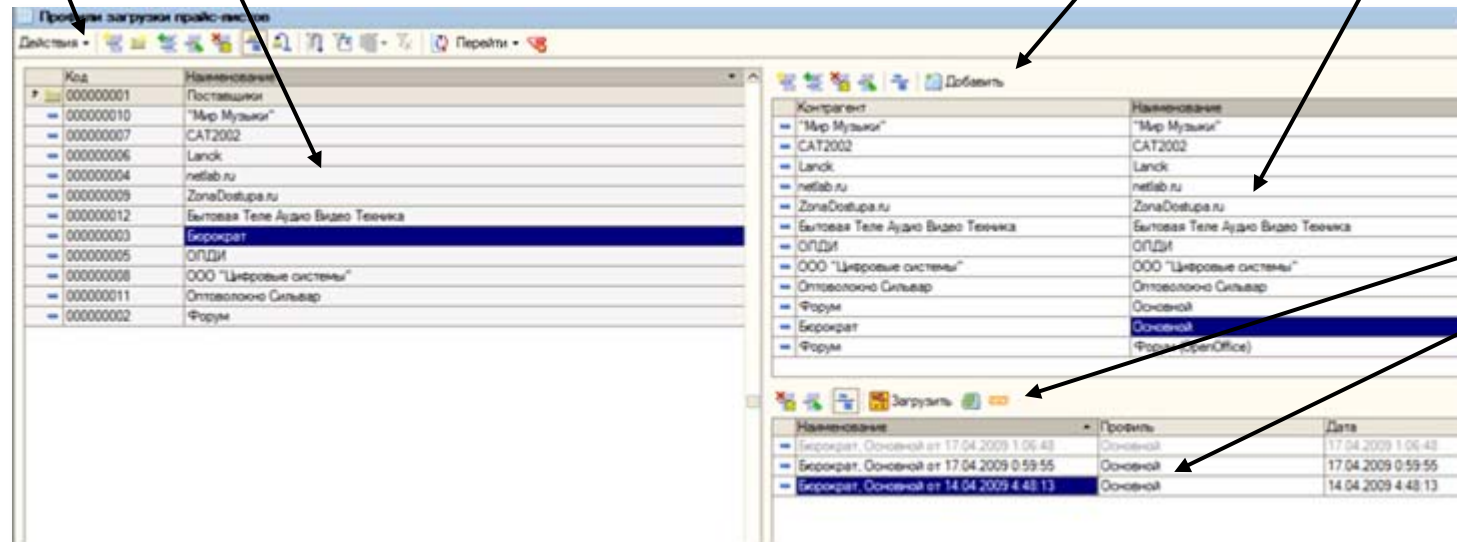 Профили загрузки прайс-листов
Действия Перейти
Код Наименование
000000001 Поставщики
000000010 "Мир Музыки"
000000007 CAT2002
000000006 Lanck
000000004 netlab.ru
000000009 ZonaDostupa.ru
000000012 Бытовая Теле Аудио Видео Техника
000000003 Бюрократ
000000005 ОПДИ
000000008 ООО "Цифровые системы"
000000011 Оптоволокно Сильвар
000000002 Форум
Добавить
Контрагент Наименование
"Мир Музыки" "Мир Музыки"
CAT2002 CAT2002
Lanck Lanck
netlab.ru netlab.ru
ZonaDostupa.ru ZonaDostupa.ru
Бытовая Теле Аудио Видео Техника Бытовая Теле Аудио Видео Техника
ОПДИ ОПДИ
ООО "Цифровые системы" ООО "Цифровые системы"
Оптоволокно Сильвар Оптоволокно Сильвар
Форум Основной
Бюрократ Основной
Форум Форум (OpenOffice)
Загрузить
Наименование Профиль Дата
Бюрократ, Основной от 17.04.2009 1:06:48 Основной 17.04.2009 1:06:48
Бюрократ, Основной от 17.04.2009 0:59:55 Основной 17.04.2009 0:59:55
Бюрократ, Основной от 14.04.2009 4:48:13 Основной 14.04.2009 4:48:13